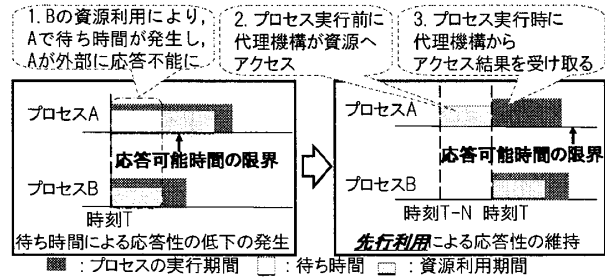 1. Bの資源利用により,
Aで待ち時間が発生し,
Aが外部に応答不能に
2. プロセス実行前に
代理機構が資源へ
アクセス
3. プロセス実行時に
代理機構から
アクセス結果を受け取る
プロセスA
応答可能時間の限界
プロセスB
時刻T
待ち時間による応答性の低下の発生
プロセスA
応答可能時間の限界
プロセスB
時刻T-N 時刻T
先行利用による応答性の維持
:プロセスの実行期間 :待ち時間 :資源利用期間